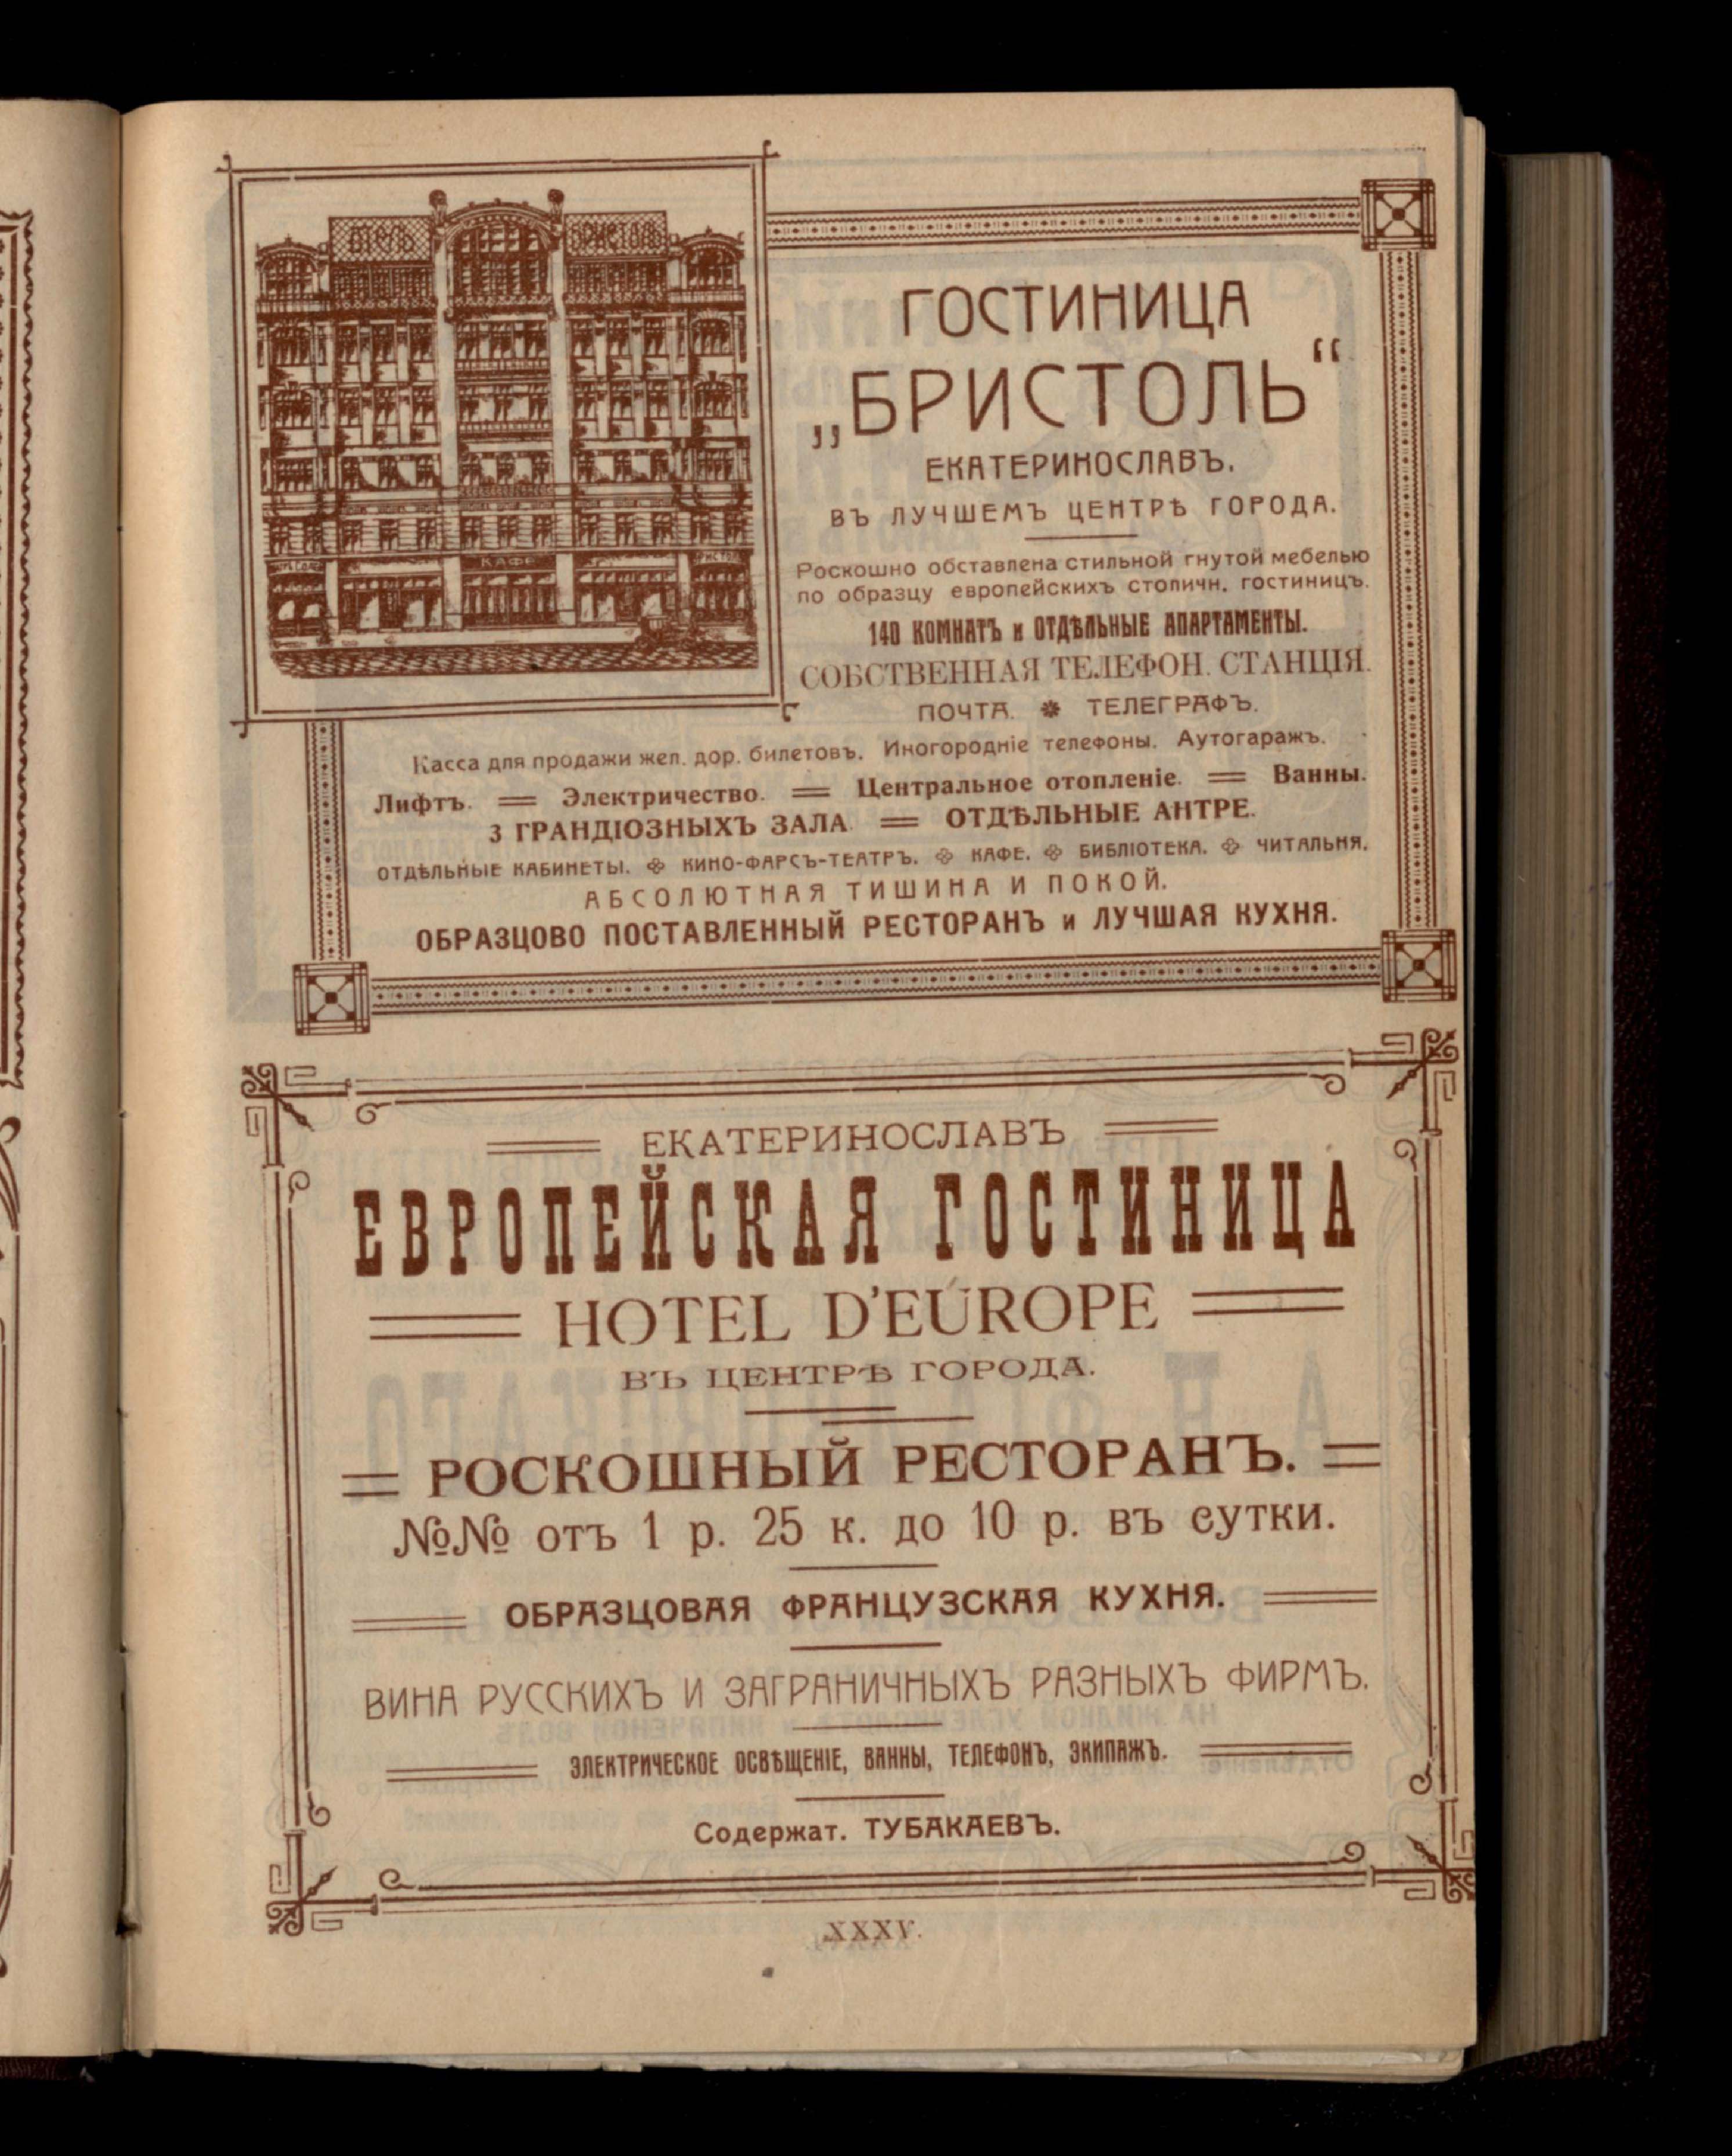 ОТЕЛЬ БРИСТОЛЬ
КАФЕ
БРИСТОЛЬ
ГОСТИНИЦА
„БРИСТОЛЬ“
ЕКАТЕРИНОСЛАВЪ.
ВЪ ЛУЧШЕМЪ ЦЕНТРѢ ГОРОДА.
Роскошно обставлена стильной гнутой мебелью
по образцу европейскихъ столичн. гостиницъ.
140 КОМНАТЪ и ОТДѢЛЬНЫЕ АПАРТАМЕНТЫ.
СОБСТВЕННАЯ ТЕЛЕФОН. СТАНЦІЯ.
ПОЧТА. ТЕЛЕГРАФЪ.
Касса для продажи жел. дор. билетовъ. Иногородніе телефоны. Аутогаражъ.
Лифтъ. Электричество. Центральное отопленіе. Ванны.
3 ГРАНДІОЗНЫХЪ ЗАЛА. ОТДѢЛЬНЫЕ АНТРЕ.
ОТДѢЛЬНЫЕ КАБИНЕТЫ. КИНО-ФАРСЪ-ТЕАТРЪ. КАФЕ. БИБЛІОТЕКА. ЧИТАЛЬНЯ.
АБСОЛЮТНАЯ ТИШИНА И ПОКОЙ.
ОБРАЗЦОВО ПОСТАВЛЕННЫЙ РЕСТОРАНЪ и ЛУЧШАЯ КУХНЯ.
ЕКАТЕРИНОСЛАВЪ
ЕВРОПЕЙСКАЯ ГОСТИНИЦА
HOTEL D'EUROPE
ВЪ ЦЕНТРѢ ГОРОДА.
РОСКОШНЫЙ РЕСТОРАНЪ.
№№ отъ 1 р. 25 к. до 10 р. въ сутки.
ОБРАЗЦОВАЯ ФРАНЦУЗСКАЯ КУХНЯ.
ВИНА РУССКИХЪ И ЗАГРАНИЧНЫХЪ РАЗНЫХЪ ФИРМЪ.
ЭЛЕКТРИЧЕСКОЕ ОСВѢЩЕНІЕ, ВАННЫ, ТЕЛЕФОНЪ, ЭКИПАЖЪ.
Содержат. ТУБАКАЕВЪ.
XXXV.